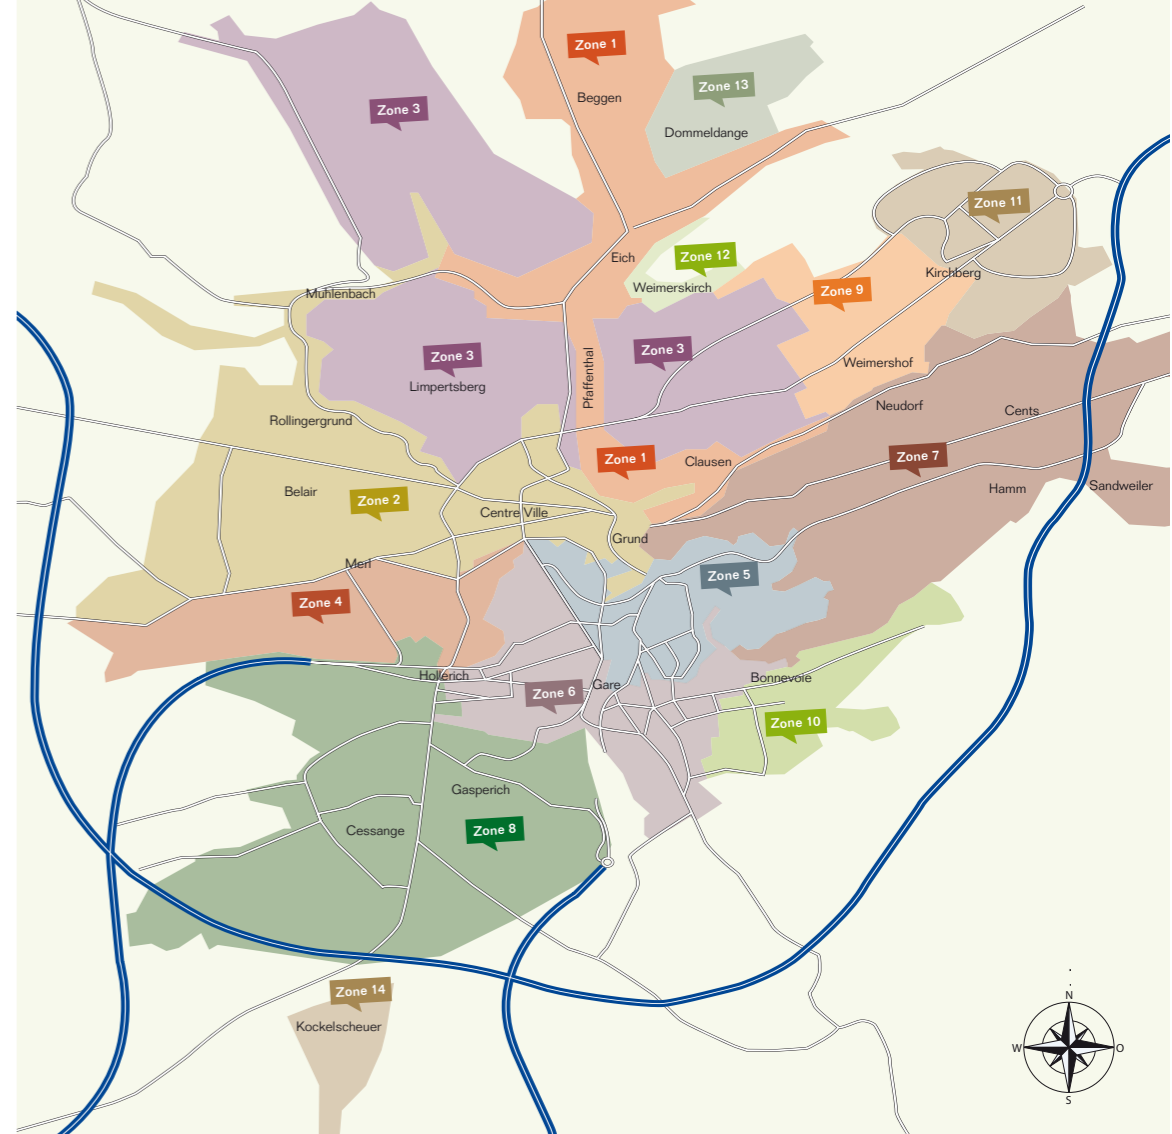 Zone 1
Zone 13
Beggen
Zone 3
Dommeldange
Zone 11
Eich
Zone 12
Kirchberg
Weimerskirch
Zone 9
Muhlenbach
Zone 3
Zone 3
Limpertsberg
Pfaffenthal
Weimershof
Neudorf
Cents
Rollingergrund
Zone 1
Clausen
Zone 7
Belair
Zone 2
Hamm
Sandweiler
Centre Ville
Grund
Merl
Zone 5
Zone 4
Hollerich
Bonnevoie
Zone 6
Gare
Zone 10
Gasperich
Cessange
Zone 8
Zone 14
Kockelscheuer
N
W
O
S